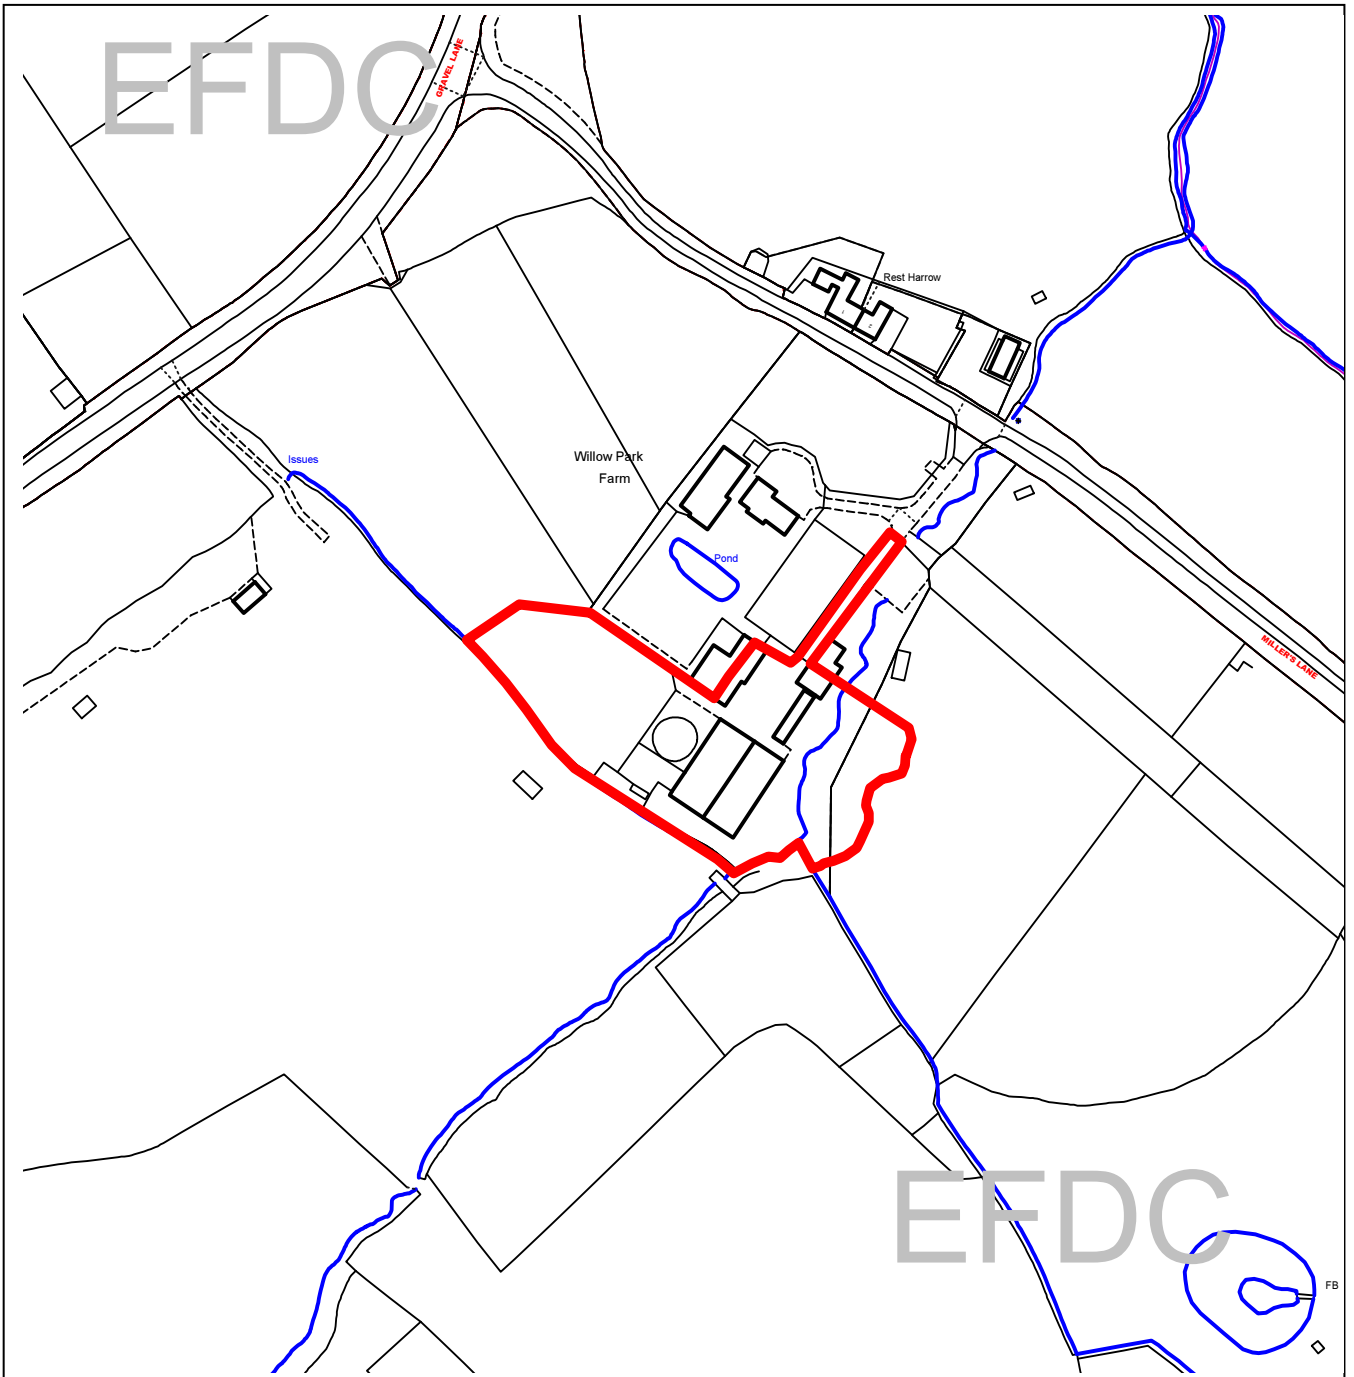 EFDC
GRAVEL LANE
Rest Harrow
Issues
Willow Park
Farm
Pond
MILLER'S LANE
EFDC
FB